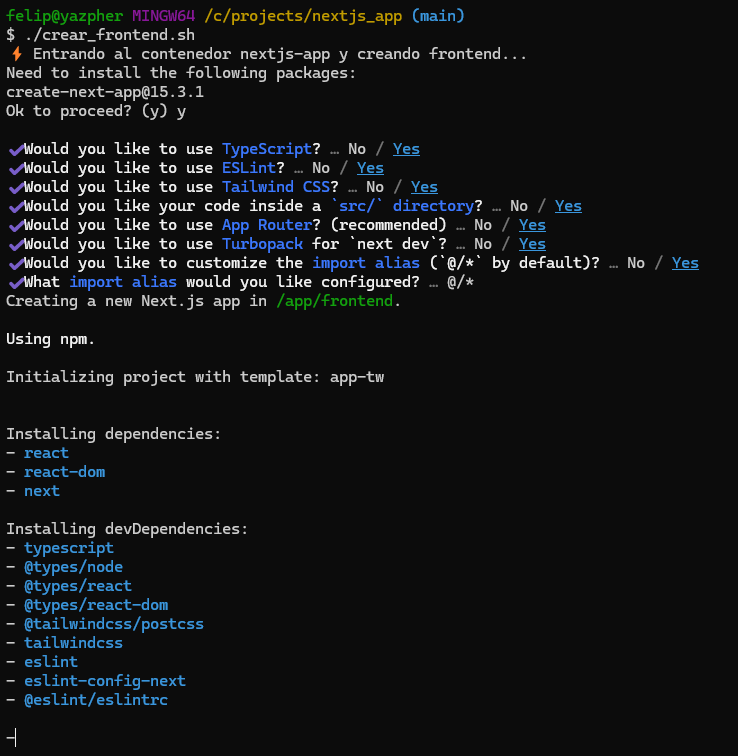 felip@yazpher MINGW64 /c/projects/nextjs_app (main)
$ ./crear_frontend.sh
⚡ Entrando al contenedor nextjs-app y creando frontend...
Need to install the following packages:
create-next-app@15.3.1
Ok to proceed? (y) y
✔Would you like to use TypeScript? … No / Yes
✔Would you like to use ESLint? … No / Yes
✔Would you like to use Tailwind CSS? … No / Yes
✔Would you like your code inside a `src/` directory? … No / Yes
✔Would you like to use App Router? (recommended) … No / Yes
✔Would you like to use Turbopack for `next dev`? … No / Yes
✔Would you like to customize the import alias (`@/*` by default)? … No / Yes
✔What import alias would you like configured? … @/*
Creating a new Next.js app in /app/frontend.
Using npm.
Initializing project with template: app-tw
Installing dependencies:
- react
- react-dom
- next
Installing devDependencies:
- typescript
- @types/node
- @types/react
- @types/react-dom
- @tailwindcss/postcss
- tailwindcss
- eslint
- eslint-config-next
- @eslint/eslintrc
-